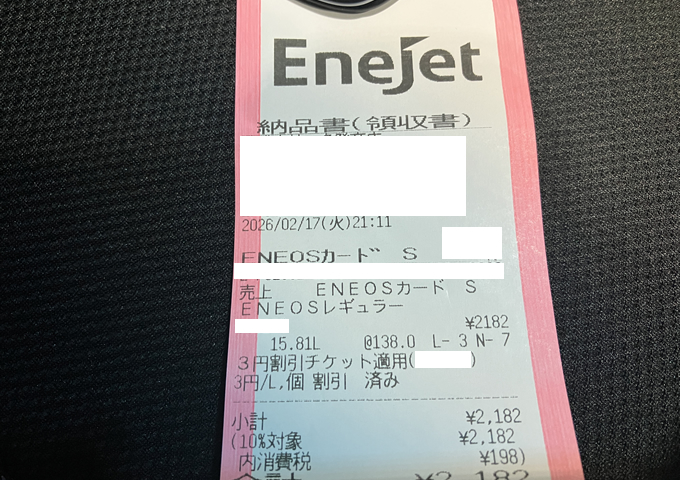 Enejet
納品書(領収書)
2026/02/17(火)21:11
ENEOSカード S
売上 ENEOSカード S
ENEOSレギュラー
¥2182
15.81L @138.0 L- 3 N- 7
3円割引チケット適用( )
3円/L,個 割引 済み
小計 ¥2,182
(10%対象 ¥2,182
内消費税 ¥198)
¥2,182